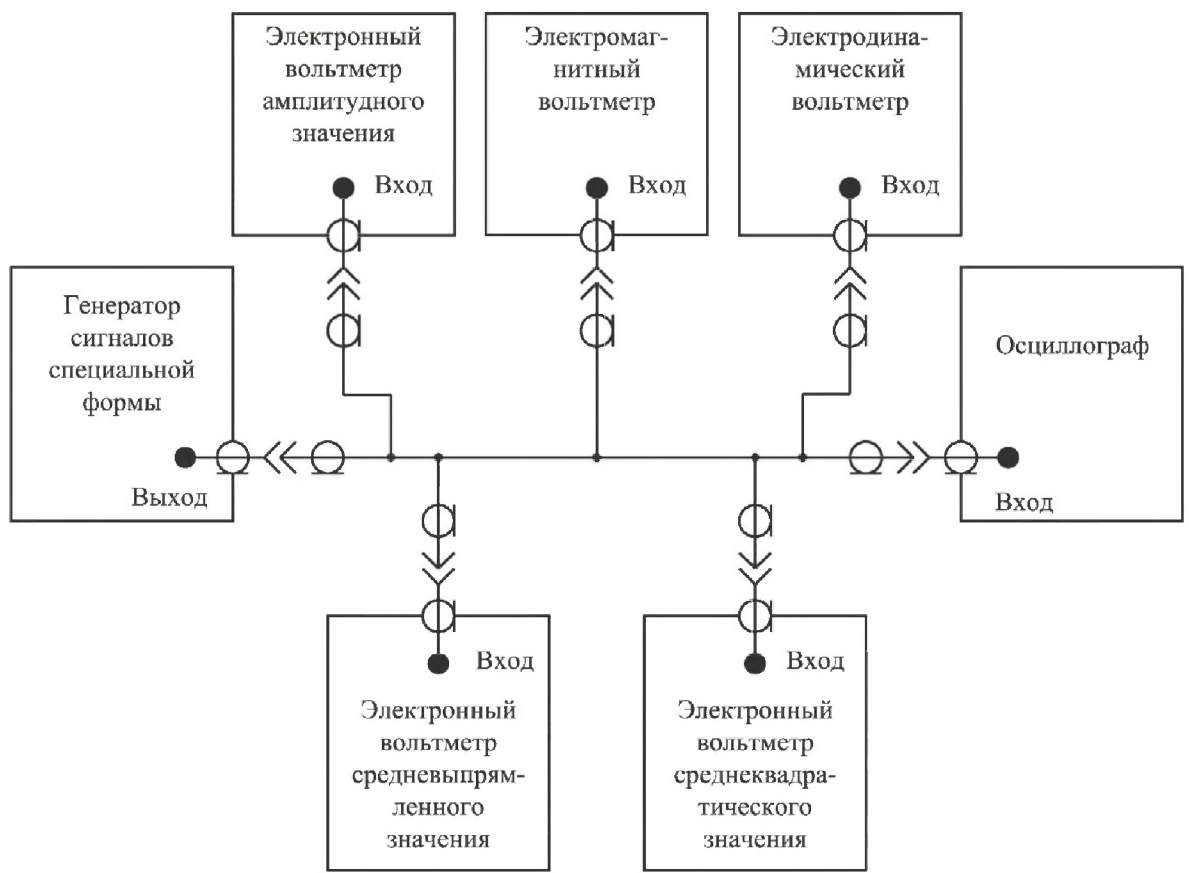 Электронный
вольтметр
амплитудного
значения
Вход
Электромаг-
нитный
вольтметр
Вход
Электродина-
мический
вольтметр
Вход
Генератор
сигналов
специальной
формы
Выход
Осциллограф
Вход
Вход
Электронный
вольтметр
средневыпрям-
ленного
значения
Вход
Электронный
вольтметр
среднеквадра-
тического
значения